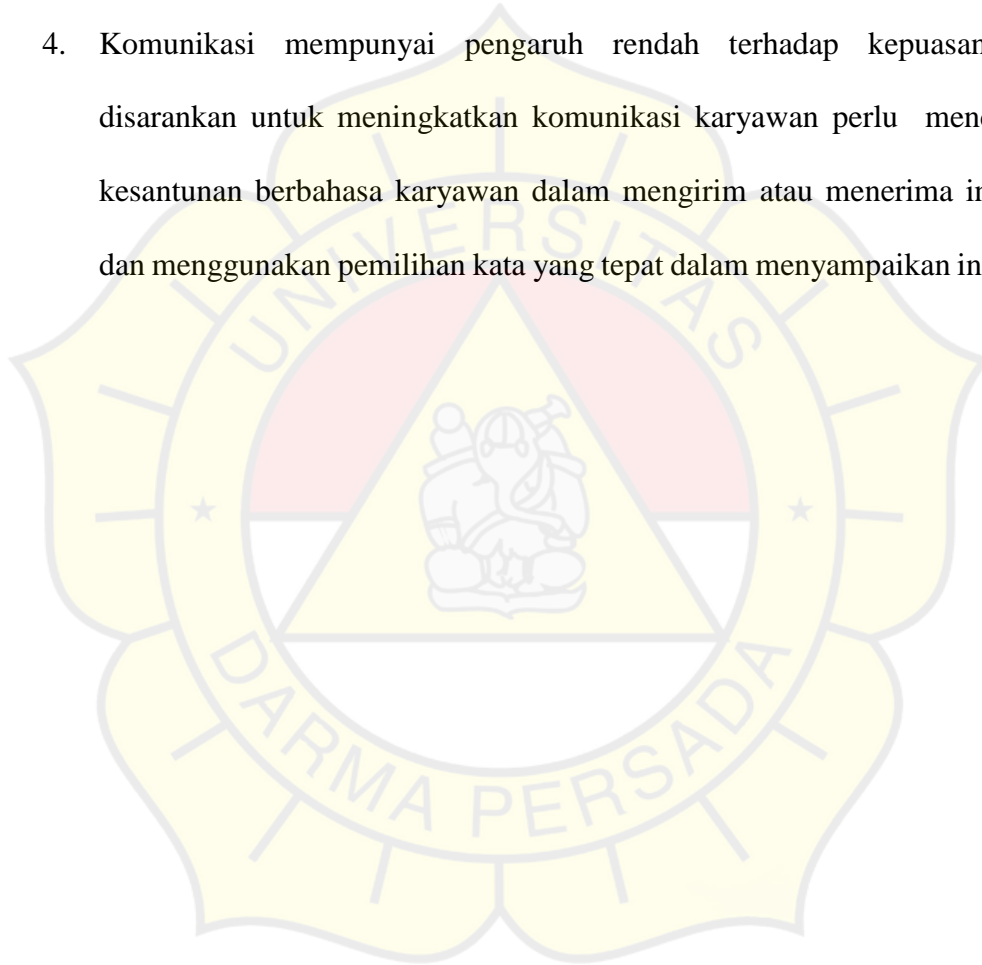 4. Komunikasi mempunyai pengaruh rendah terhadap kepuasan
disarankan untuk meningkatkan komunikasi karyawan perlu
kesantunan berbahasa karyawan dalam mengirim atau menerima
dan menggunakan pemilihan kata yang tepat dalam menyampaikan
UNIVERSITAS
DARMA PERSADA